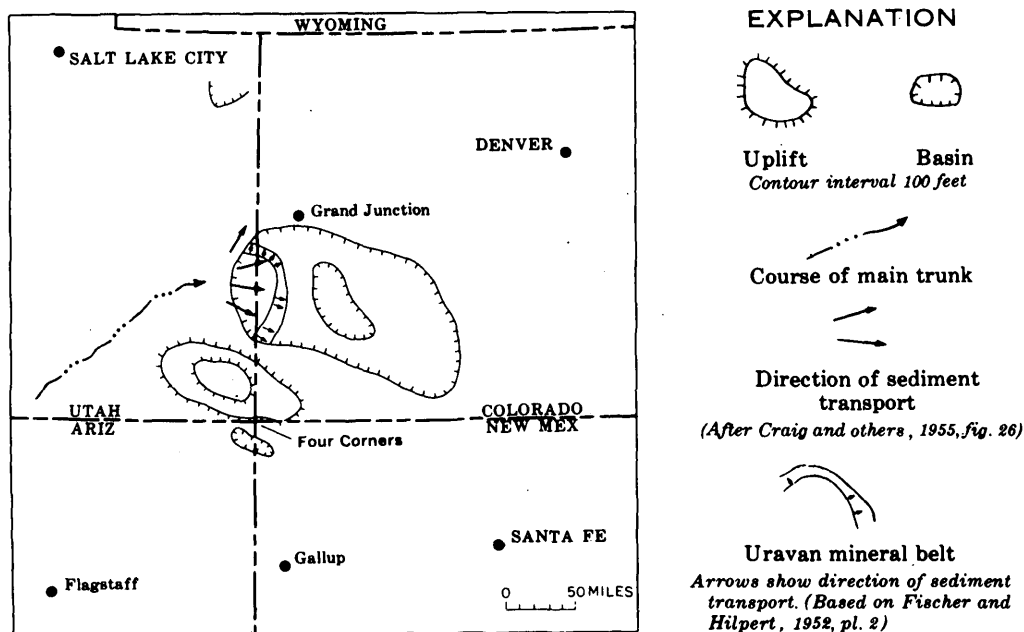 WYOMING
SALT LAKE CITY
DENVER
Grand Junction
UTAH
ARIZ
COLORADO
NEW MEX
Four Corners
SANTA FE
Gallup
Flagstaff
0 50 MILES
EXPLANATION
Uplift Basin
Contour interval 100 feet
Course of main trunk
Direction of sediment
transport
(After Craig and others, 1955, fig. 26)
Uravan mineral belt
Arrows show direction of sediment
transport. (Based on Fischer and
Hilpert, 1952, pl. 2)